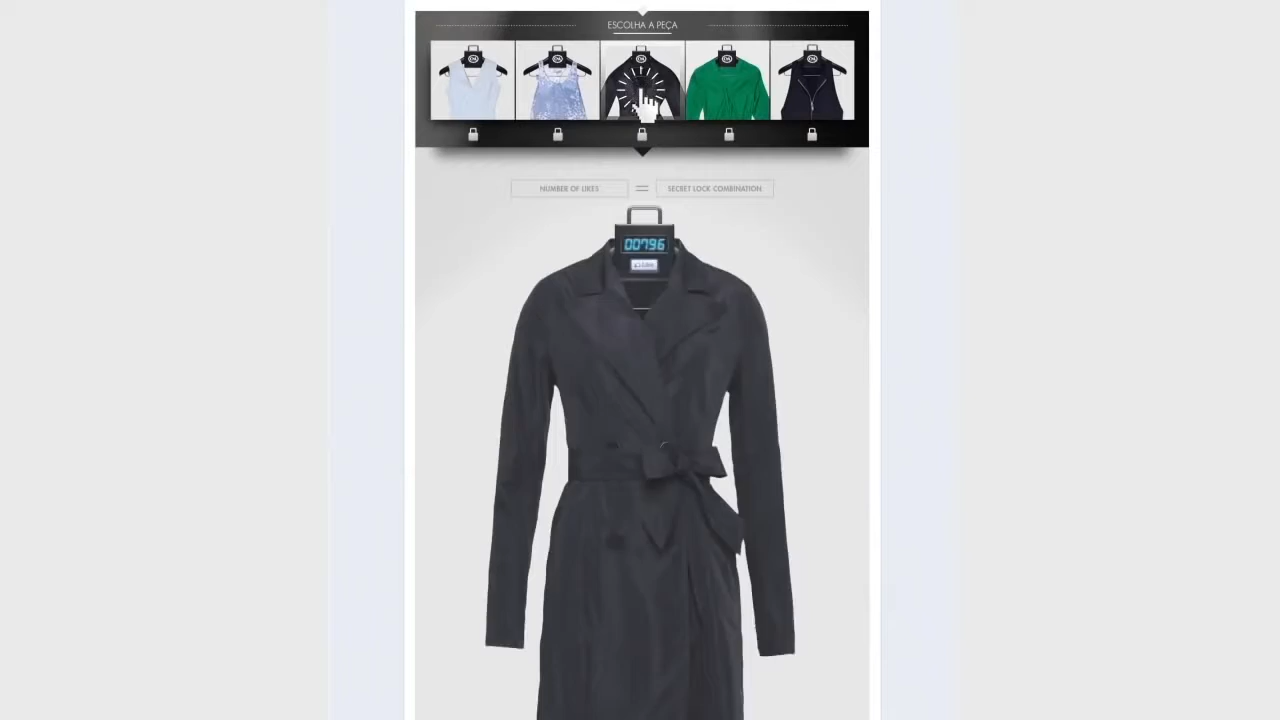 ESCOLHA A PEÇA
NUMBER OF LIKES = SECRET LOCK COMBINATION
00796